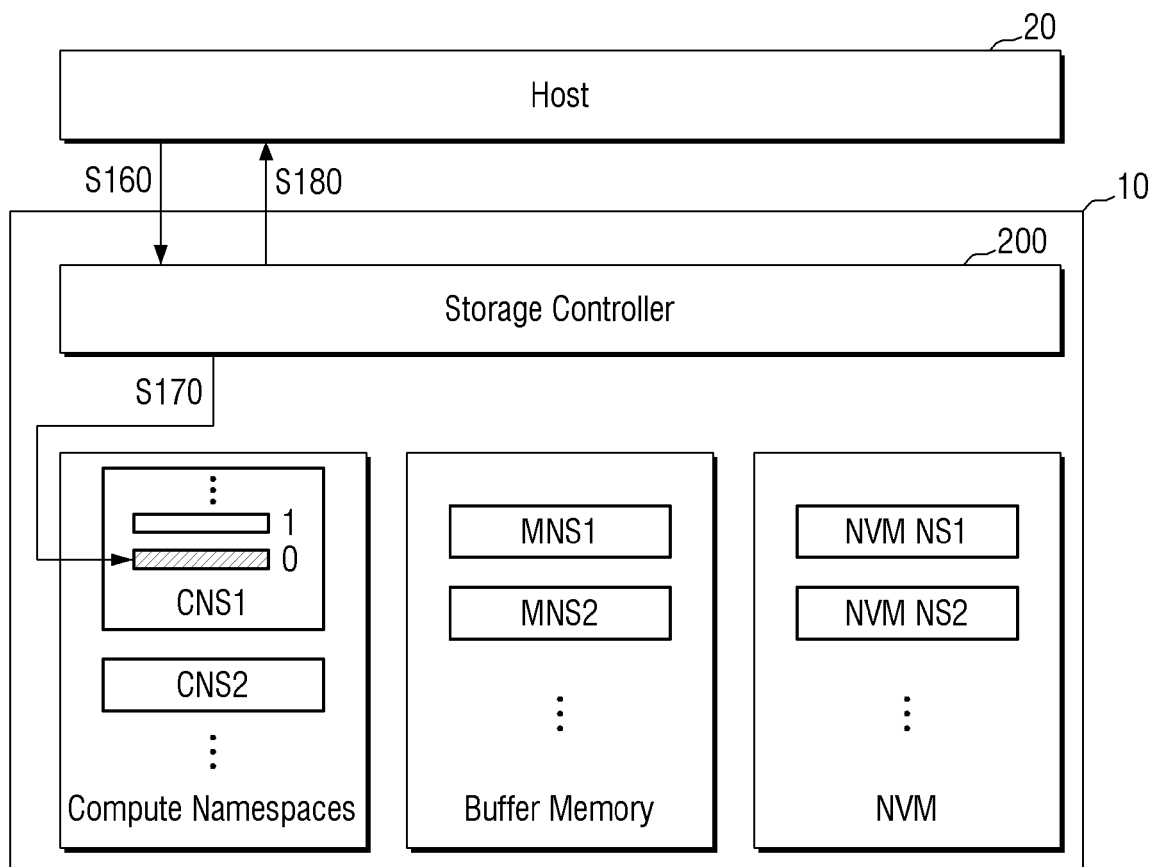 20
Host
S160
S180
10
200
Storage Controller
S170
1
0
CNS1
CNS2
Compute Namespaces
MNS1
MNS2
Buffer Memory
NVM NS1
NVM NS2
NVM